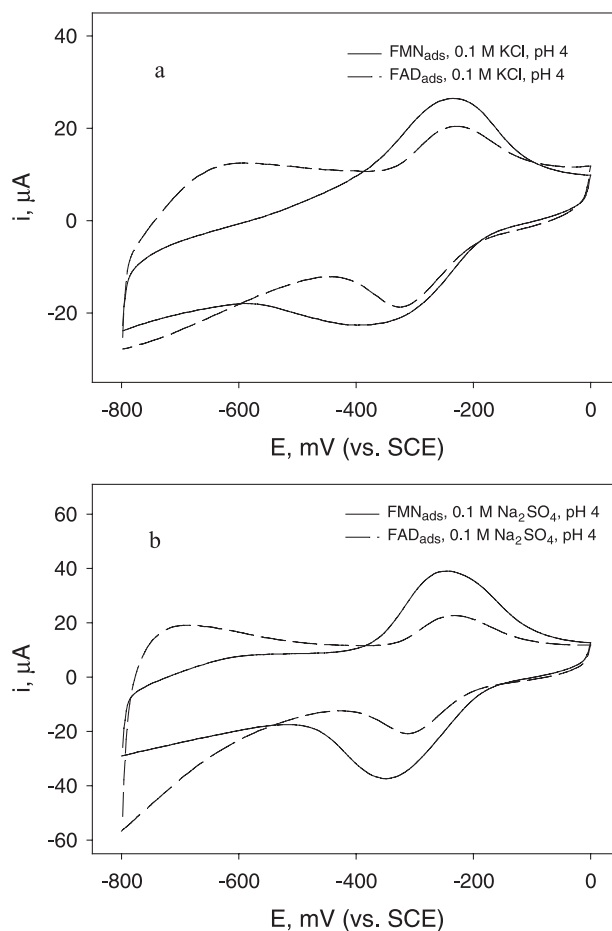 40
a
FMNads, 0.1 M KCl, pH 4
FADads, 0.1 M KCl, pH 4
20
i, µA
0
-20
-800 -600 -400 -200 0
E, mV (vs. SCE)
60
b
FMNads, 0.1 M Na2SO4, pH 4
FADads, 0.1 M Na2SO4, pH 4
40
20
i, µA
0
-20
-40
-60
-800 -600 -400 -200 0
E, mV (vs. SCE)